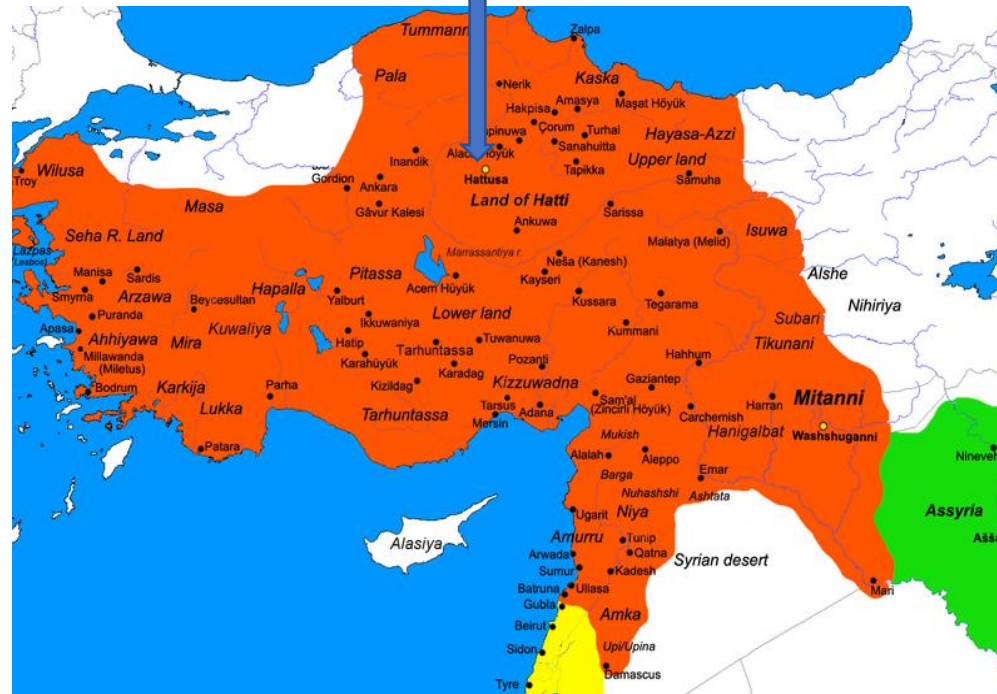 Tummann
Zalpa
Pala
Kaska
Nerik
Maşat Höyük
Amasya
Hakpisa
Çorum
Turhal
Hayasa-Azzi
pinuwa
Sanahuitta
Inandik
Höyük
Upper land
Tapikka
Wilusa
Troy
Hattusa
Samuha
Gordion
Ankara
Masa
Gâvur Kalesi
Land of Hatti
Sarissa
Ankuwa
Seha R. Land
Malatya (Melid)
Isuwa
Lazpas
(Lesbos)
Marrassantiya r.
Neša (Kanesh)
Manisa
Sardis
Pitassa
Kayseri
Alshe
Smyrna
Arzawa
Hapalla
Acem Hüyük
Beycesultan
Yalburt
Kussara
Tegarama
Nihiriya
Puranda
Lower land
Subari
Apasa
Kuwaliya
Ikkuwaniya
Kummani
Ahhiyawa
Mira
Hatip
Tarhuntassa
Tuwanuwa
Tikunani
Millawanda
(Miletus)
Karahüyük
Karadag
Pozanti
Hahhum
Bodrum
Karkija
Parha
Kizildag
Kizzuwadna
Gaziantep
Lukka
Tarhuntassa
Tarsus
Adana
Sam'al
(Zincirli Höyük)
Harran
Mitanni
Mersin
Carchemish
Hanigalbat
Washshuganni
Patara
Mukish
Alalah
Aleppo
Nineveh
Barga
Emar
Nuhashshi
Ashtata
Ugarit
Niya
Assyria
Alasiya
Amurru
Tunip
Arwada
Qatna
Syrian desert
Sumur
Kadesh
Mari
Batruna
Ullasa
Gubla
Amka
Beirut
Upi/Upina
Sidon
Damascus
Tyre